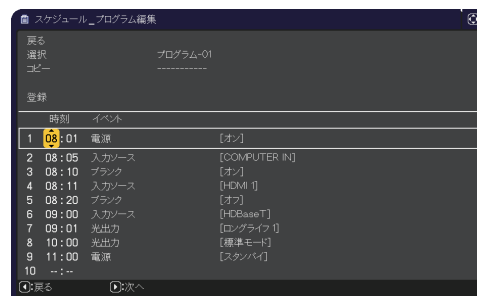 スケジュール_プログラム編集
戻る
選択 プログラム-01
コピー -----------
登録
時刻 イベント
1 08:01 電源 [オン]
2 08:05 入力ソース [COMPUTER IN]
3 08:10 ブランク [オン]
4 08:11 入力ソース [HDMI 1]
5 08:20 ブランク [オフ]
6 09:00 入力ソース [HDBaseT]
7 09:01 光出力 [ロングライフ 1]
8 10:00 光出力 [標準モード]
9 11:00 電源 [スタンバイ]
10 --:--
:戻る :次へ